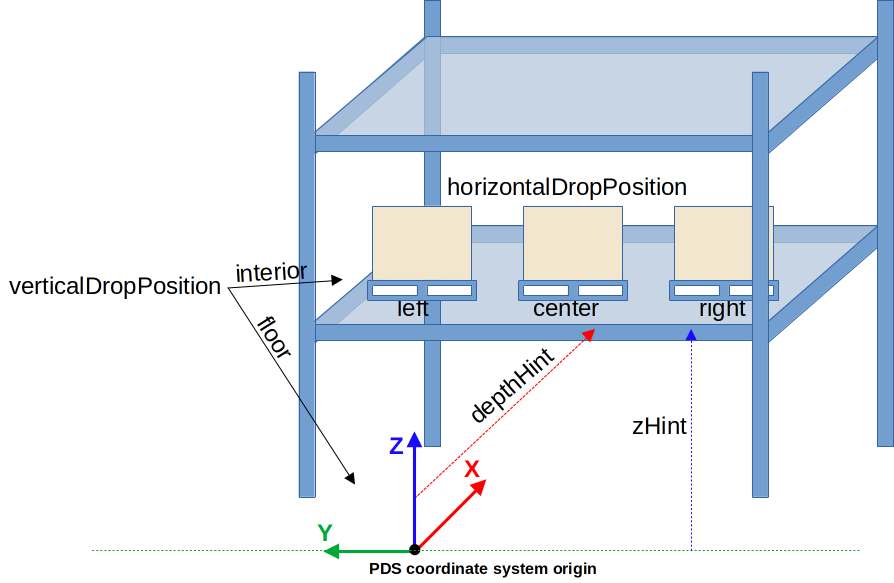 horizontalDropPosition
interior
verticalDropPosition
left
center
right
floor
depthHint
zHint
Z
X
Y
PDS coordinate system origin